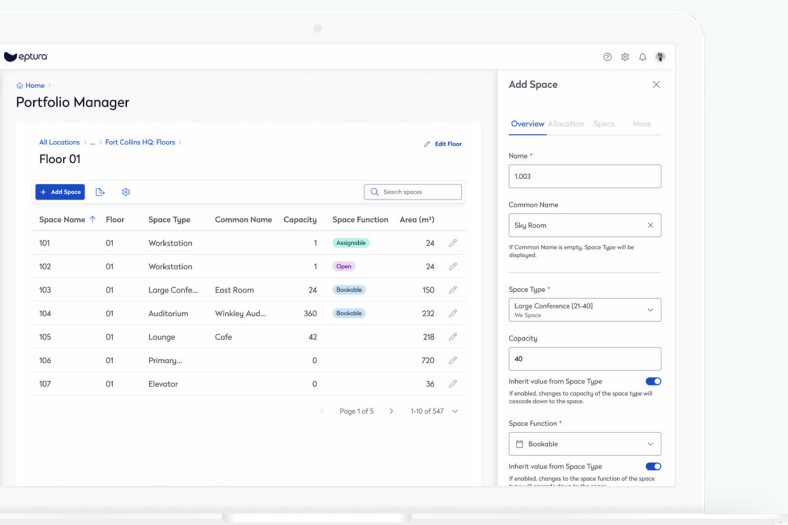 eptura
Home
Portfolio Manager
All Locations > ... > Fort Collins HQ: Floors >
Edit Floor
Floor 01
+ Add Space
Search spaces
Space Name ↑ Floor Space Type Common Name Capacity Space Function Area (m²)
101 01 Workstation 1 Assignable 24
102 01 Workstation 1 Open 24
103 01 Large Confe... East Room 24 Bookable 150
104 01 Auditorium Winkley Aud... 360 Bookable 232
105 01 Lounge Cafe 42 218
106 01 Primary... 0 720
107 01 Elevator 0 36
< Page 1 of 5 > 1-10 of 547
Add Space
Overview Allocation Specs More
Name *
1.003
Common Name
Sky Room
If Common Name is empty, Space Type will be
displayed.
Space Type *
Large Conference [21-40]
We Space
Capacity
40
Inherit value from Space Type
If enabled, changes to capacity of the space type will
cascade down to the space.
Space Function *
Bookable
Inherit value from Space Type
If enabled, changes to the space function of the space
type will cascade down to the space.